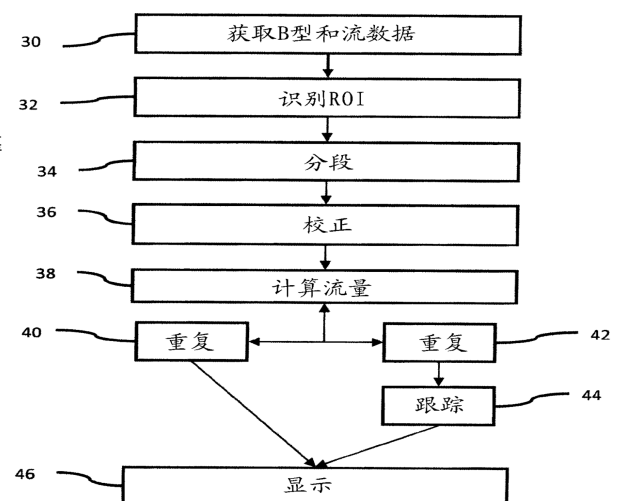 30 获取B型和流数据
32 识别ROI
34 分段
36 校正
38 计算流量
40 重复 重复 42
跟踪 44
46 显示